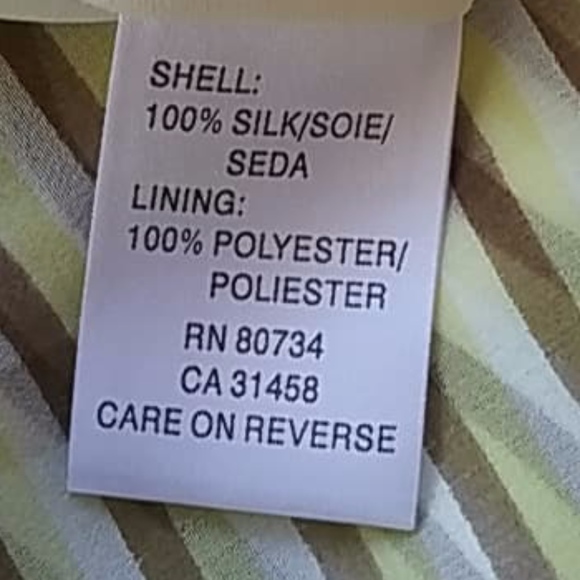 SHELL:
100% SILK/SOIE/
SEDA
LINING:
100% POLYESTER/
POLIESTER
RN 80734
CA 31458
CARE ON REVERSE